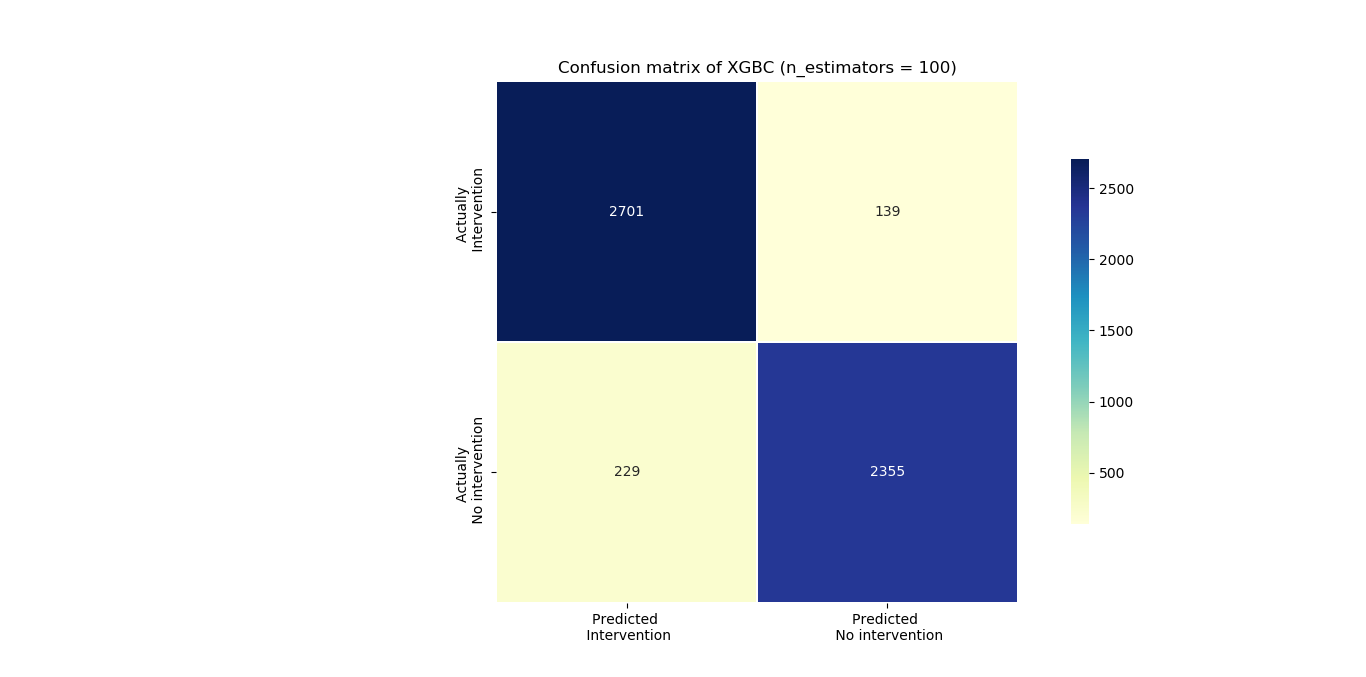 Confusion matrix of XGBC (n_estimators = 100)
Actually
Intervention
2701
139
Actually
No intervention
229
2355
Predicted
Intervention
Predicted
No intervention
2500
2000
1500
1000
500